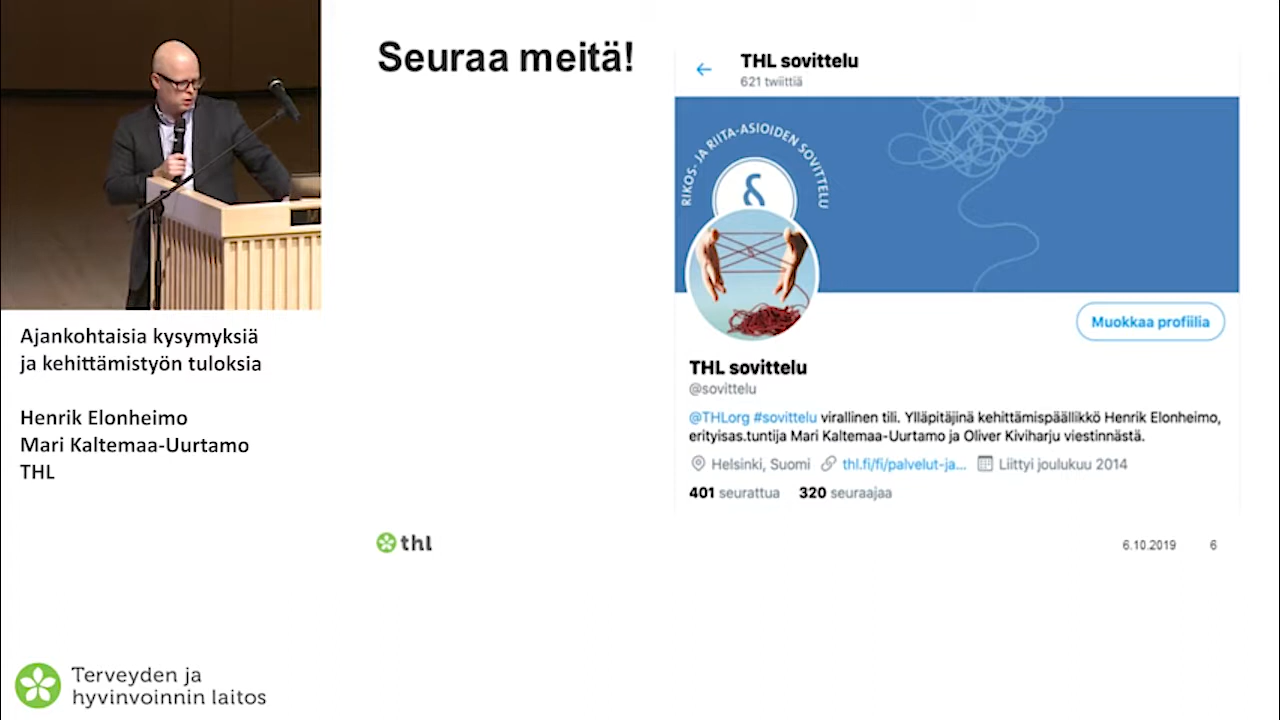 Seuraa meitä!
THL sovittelu
621 twiittiä
RIKOS- JA RIITA-ASIOIDEN SOVITTELU
Muokkaa profiilia
THL sovittelu
@sovittelu
@THLorg #sovittelu virallinen tili. Ylläpitäjinä kehittämispäällikkö Henrik Elonheimo,
erityisas.tuntija Mari Kaltemaa-Uurtamo ja Oliver Kiviharju viestinnästä.
Helsinki, Suomi thl.fi/fi/palvelut-ja... Liittyi joulukuu 2014
401 seurattua 320 seuraajaa
thl
6.10.2019 6
Ajankohtaisia kysymyksiä
ja kehittämistyön tuloksia
Henrik Elonheimo
Mari Kaltemaa-Uurtamo
THL
Terveyden ja
hyvinvoinnin laitos